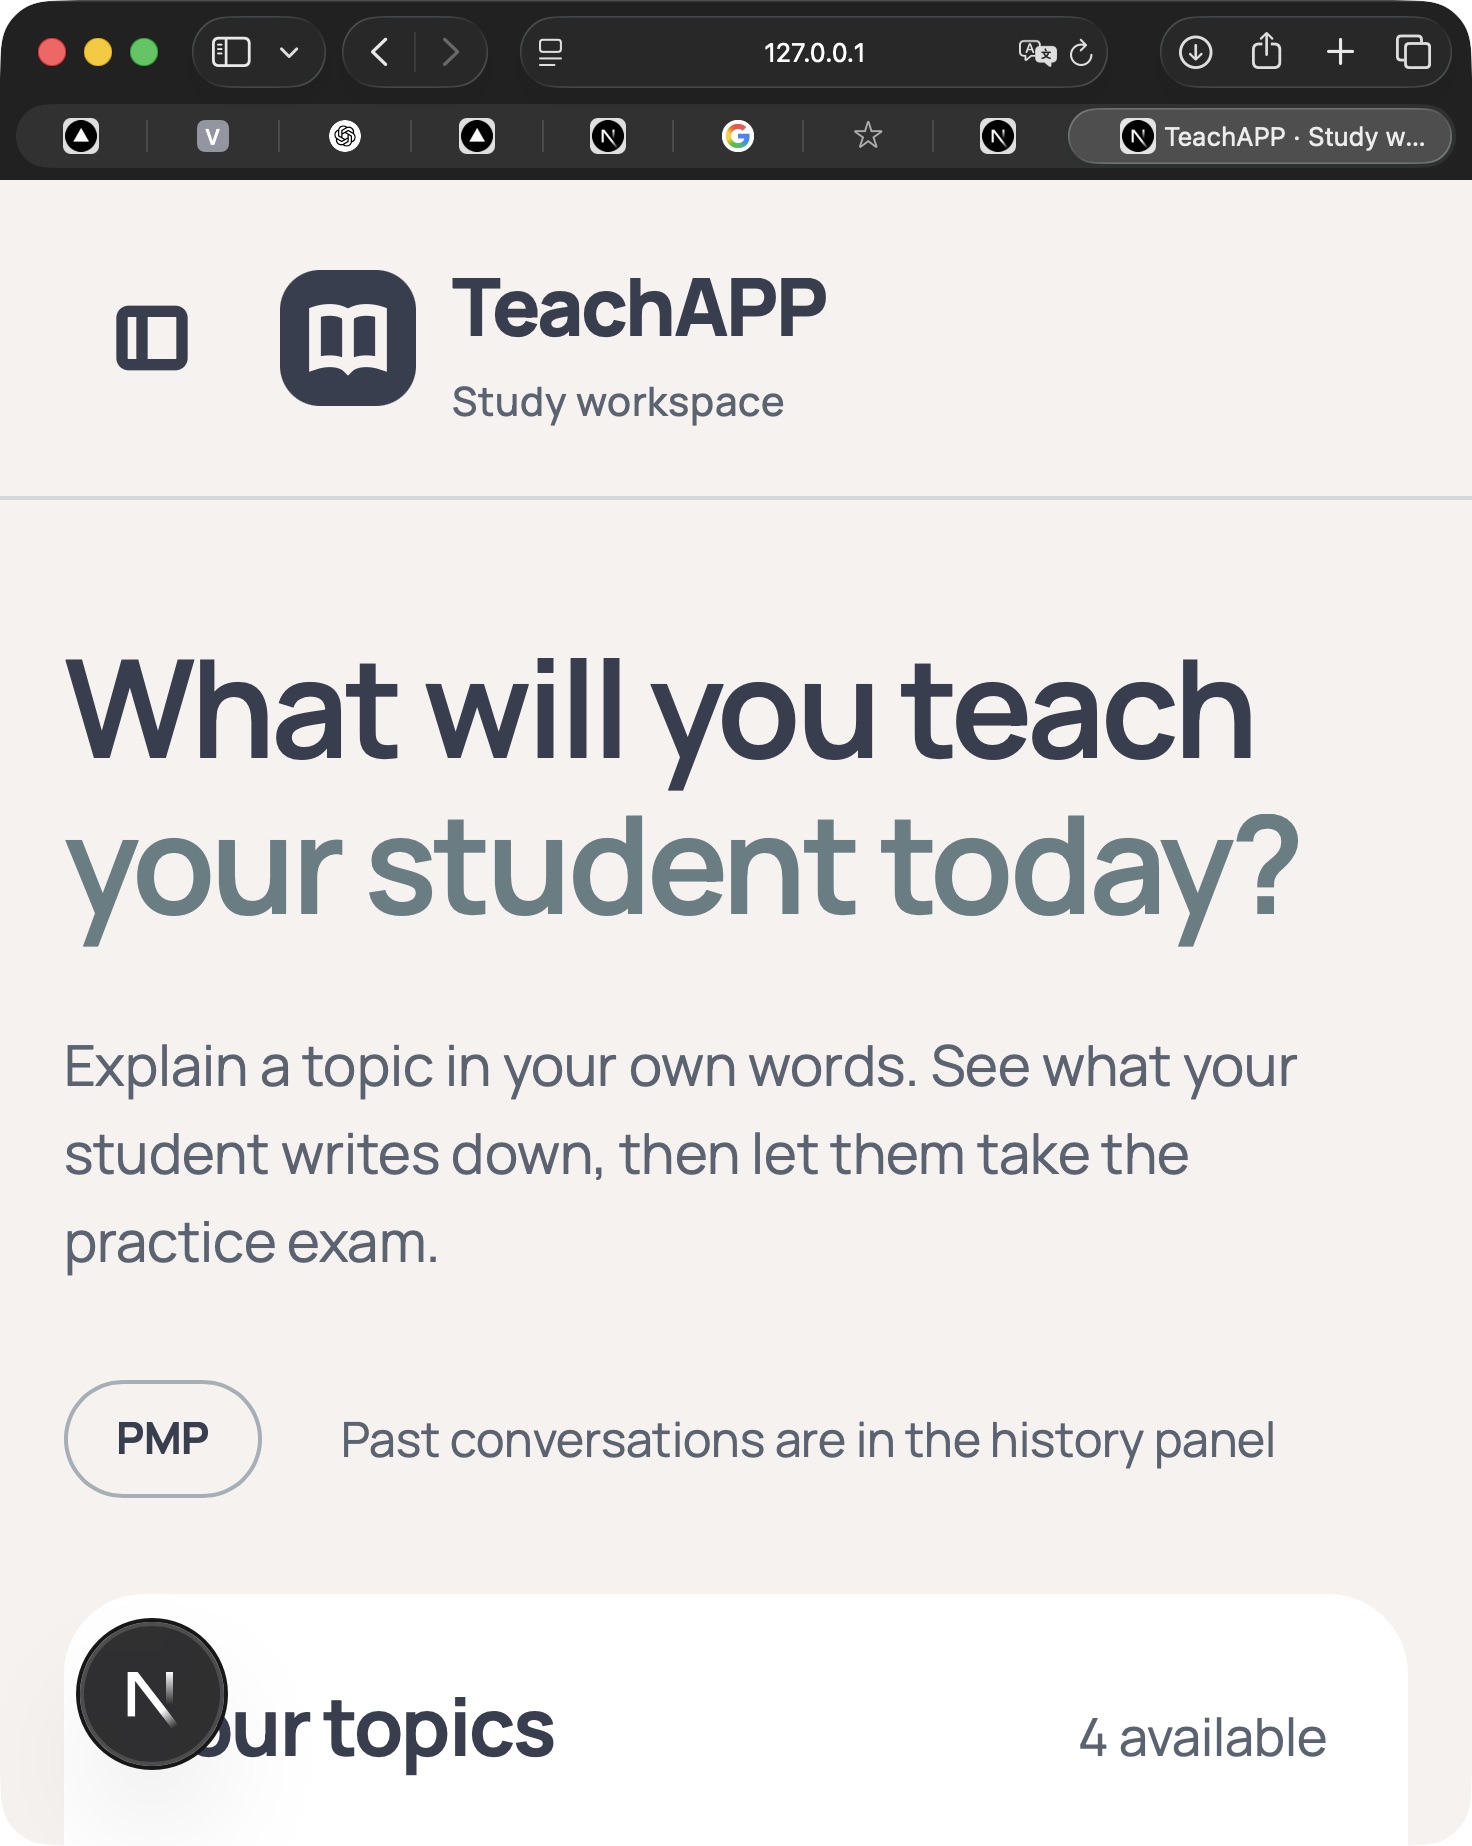 127.0.0.1
TeachAPP · Study w...
TeachAPP
Study workspace
What will you teach
your student today?
Explain a topic in your own words. See what your
student writes down, then let them take the
practice exam.
PMP
Past conversations are in the history panel
topics
4 available